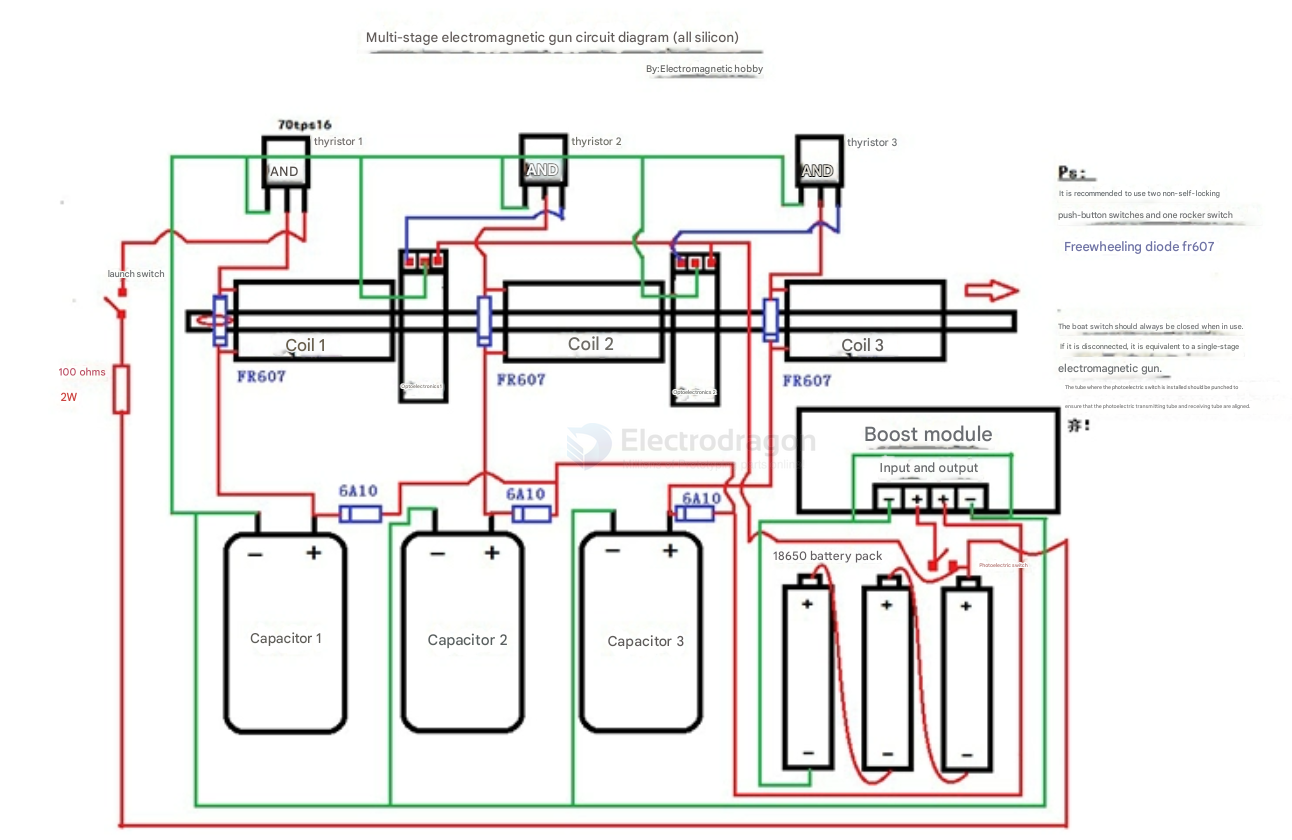 Multi-stage electromagnetic gun circuit diagram (all silicon)
By:Electromagnetic hobby
70tps16
thyristor 1
thyristor 2
thyristor 3
AND
AND
AND
Ps:
It is recommended to use two non-self-locking
push-button switches and one rocker switch
Freewheeling diode fr607
launch switch
Coil 1
Coil 2
Coil 3
The boat switch should always be closed when in use.
If it is disconnected, it is equivalent to a single-stage
electromagnetic gun.
The tube where the photoelectric switch is installed should be punched to
ensure that the photoelectric transmitting tube and receiving tube are aligned.
齐!
100 ohms
2W
FR607
FR607
FR607
Optoelectronics
Optoelectronics
Electrodragon
Boost module
Input and output
- + + -
6A10
6A10
6A10
18650 battery pack
Photoelectric switch
- +
- +
- +
Capacitor 1
Capacitor 2
Capacitor 3
+
+
+
-
-
-